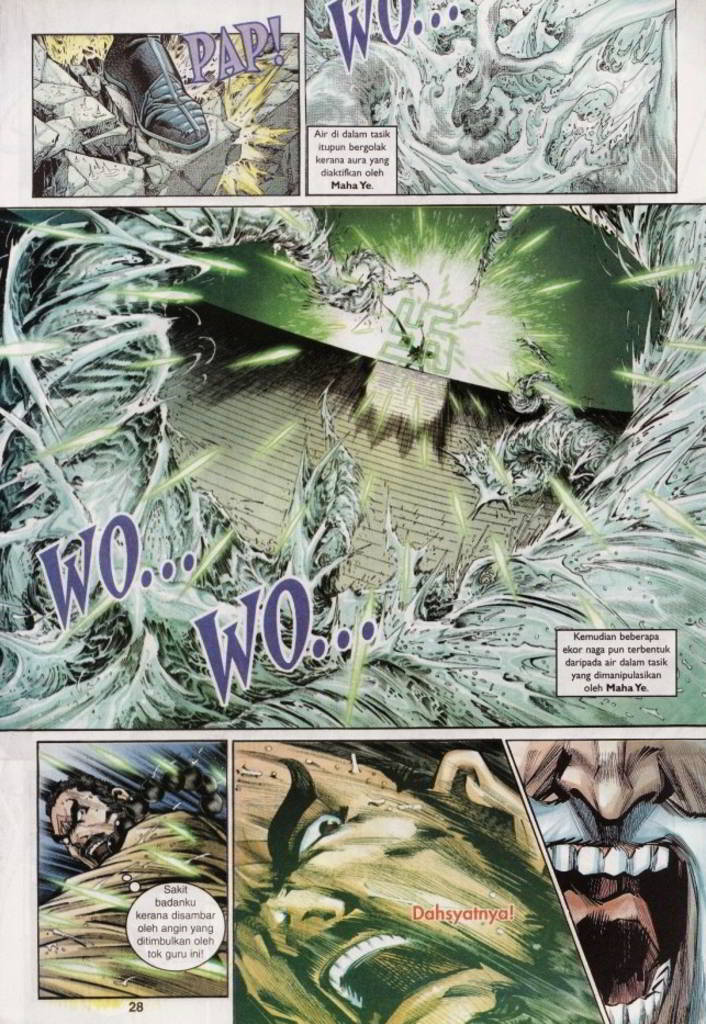 PAP!
WO...
Air di dalam tasik
itupun bergolak
kerana aura yang
diaktifkan oleh
Maha Ye.
WO...
WO...
Kemudian beberapa
ekor naga pun terbentuk
daripada air dalam tasik
yang dimanipulasikan
oleh Maha Ye.
Sakit
badanku
kerana disambar
oleh angin yang
ditimbulkan oleh
tok guru ini!
Dahsyatnya!
28